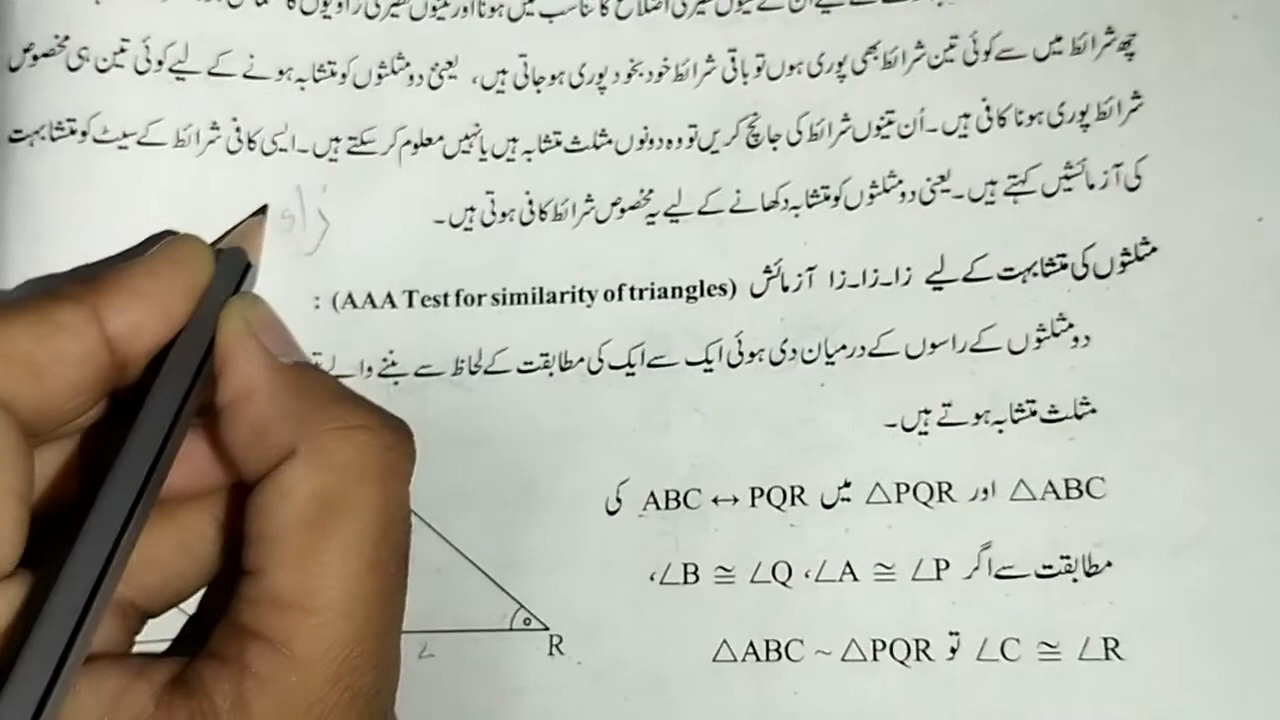 چھ شرائط میں سے کوئی تین شرائط بھی پوری ہوں تو باقی شرائط خود بخود پوری ہو جاتی ہیں، یعنی دو مثلثوں کو متشابہ ہونے کے لیے کوئی تین ہی مخصوص
شرائط پوری ہونا کافی ہیں۔ اُن تینوں شرائط کی جانچ کریں تو وہ دونوں مثلث متشابہ ہیں یا نہیں معلوم کر سکتے ہیں۔ ایسی کافی شرائط کے سیٹ کو متشابہت
کی آزمائشیں کہتے ہیں۔ یعنی دو مثلثوں کو متشابہ دکھانے کے لیے یہ مخصوص شرائط کافی ہوتی ہیں۔
زاو
مثلثوں کی متشابہت کے لیے زا۔زا۔زا آزمائش (AAA Test for similarity of triangles) :
دو مثلثوں کے راسوں کے درمیان دی ہوئی ایک سے ایک کی مطابقت کے لحاظ سے بننے والے
مثلث متشابہ ہوتے ہیں۔
△ABC اور △PQR میں ABC ↔ PQR کی
مطابقت سے اگر ∠A ≅ ∠P، ∠B ≅ ∠Q،
∠C ≅ ∠R تو △ABC ~ △PQR
R